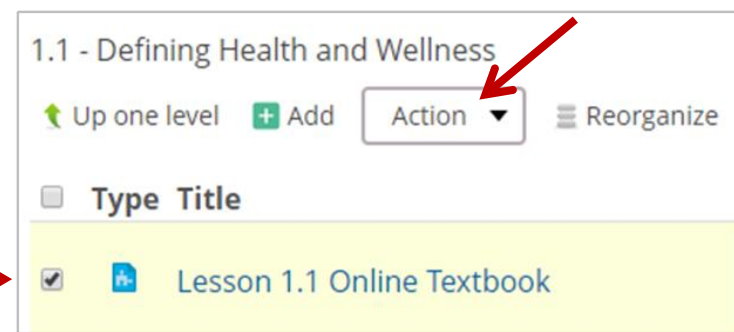 1.1 - Defining Health and Wellness
Up one level Add Action Reorganize
Type Title
Lesson 1.1 Online Textbook